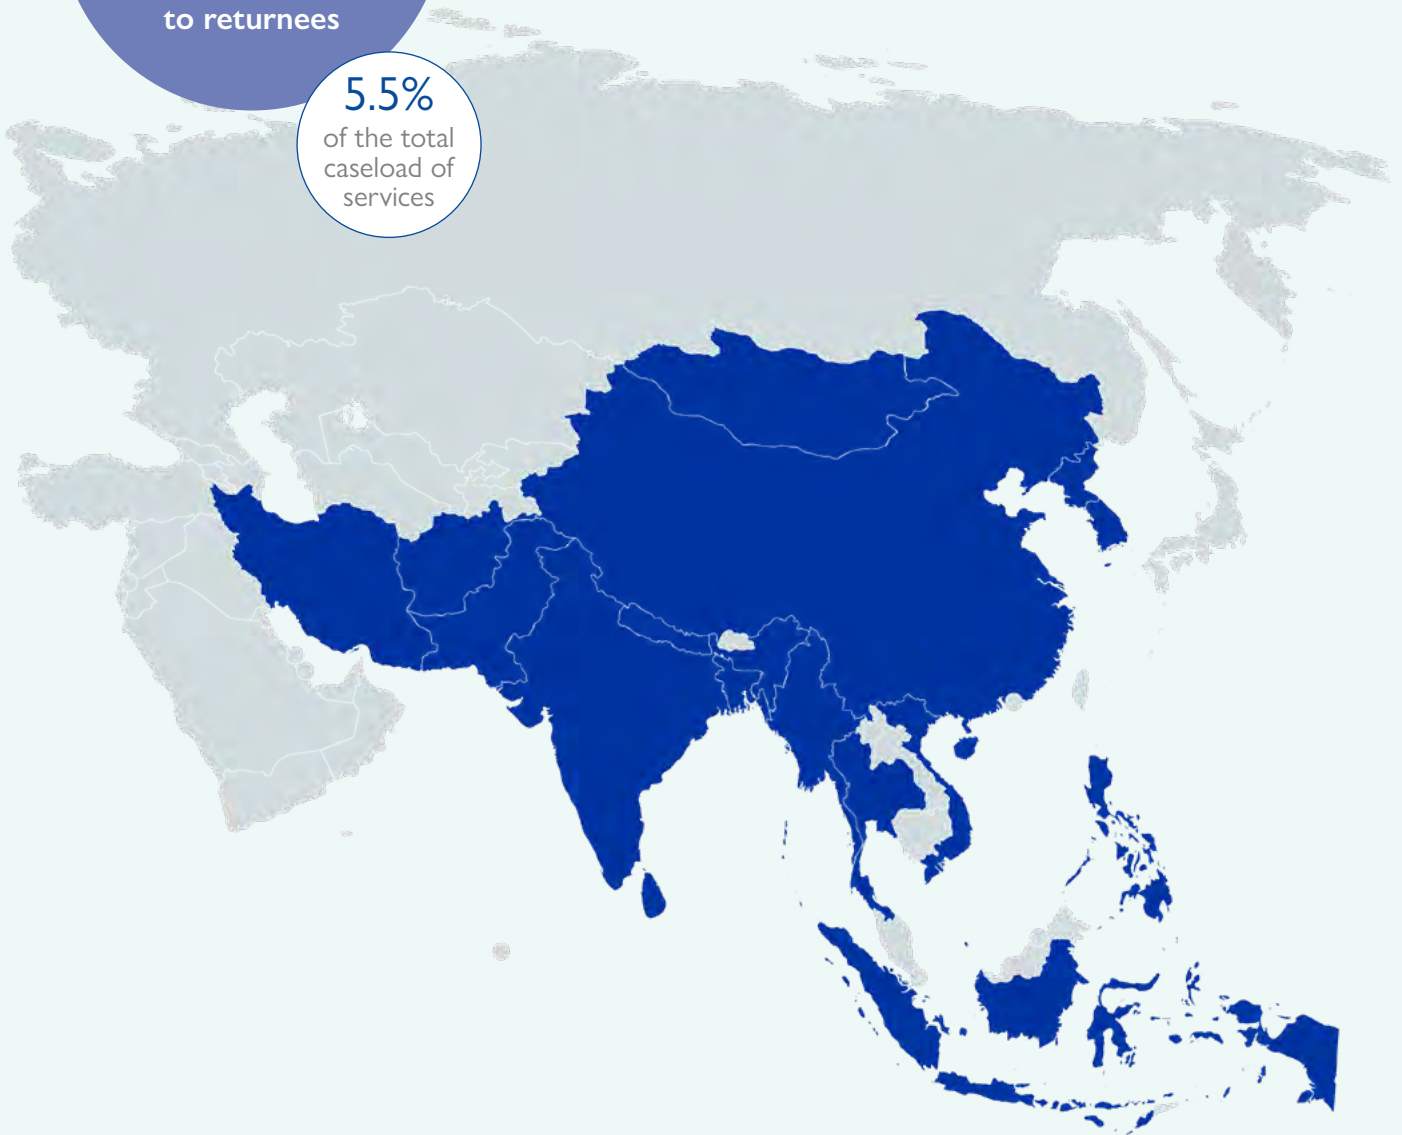 to returnees
5.5%
of the total
caseload of
services